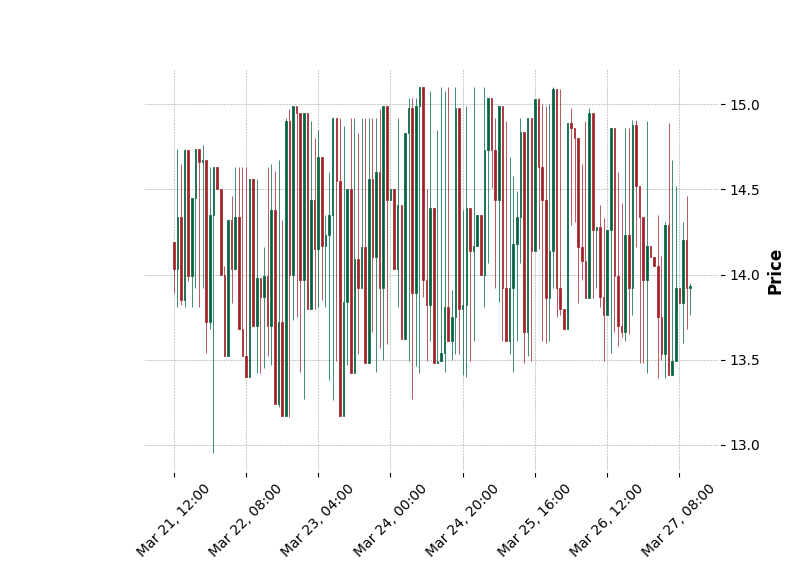 15.0
14.5
14.0
13.5
13.0
Price
Mar 21, 12:00
Mar 22, 08:00
Mar 23, 04:00
Mar 24, 00:00
Mar 24, 20:00
Mar 25, 16:00
Mar 26, 12:00
Mar 27, 08:00